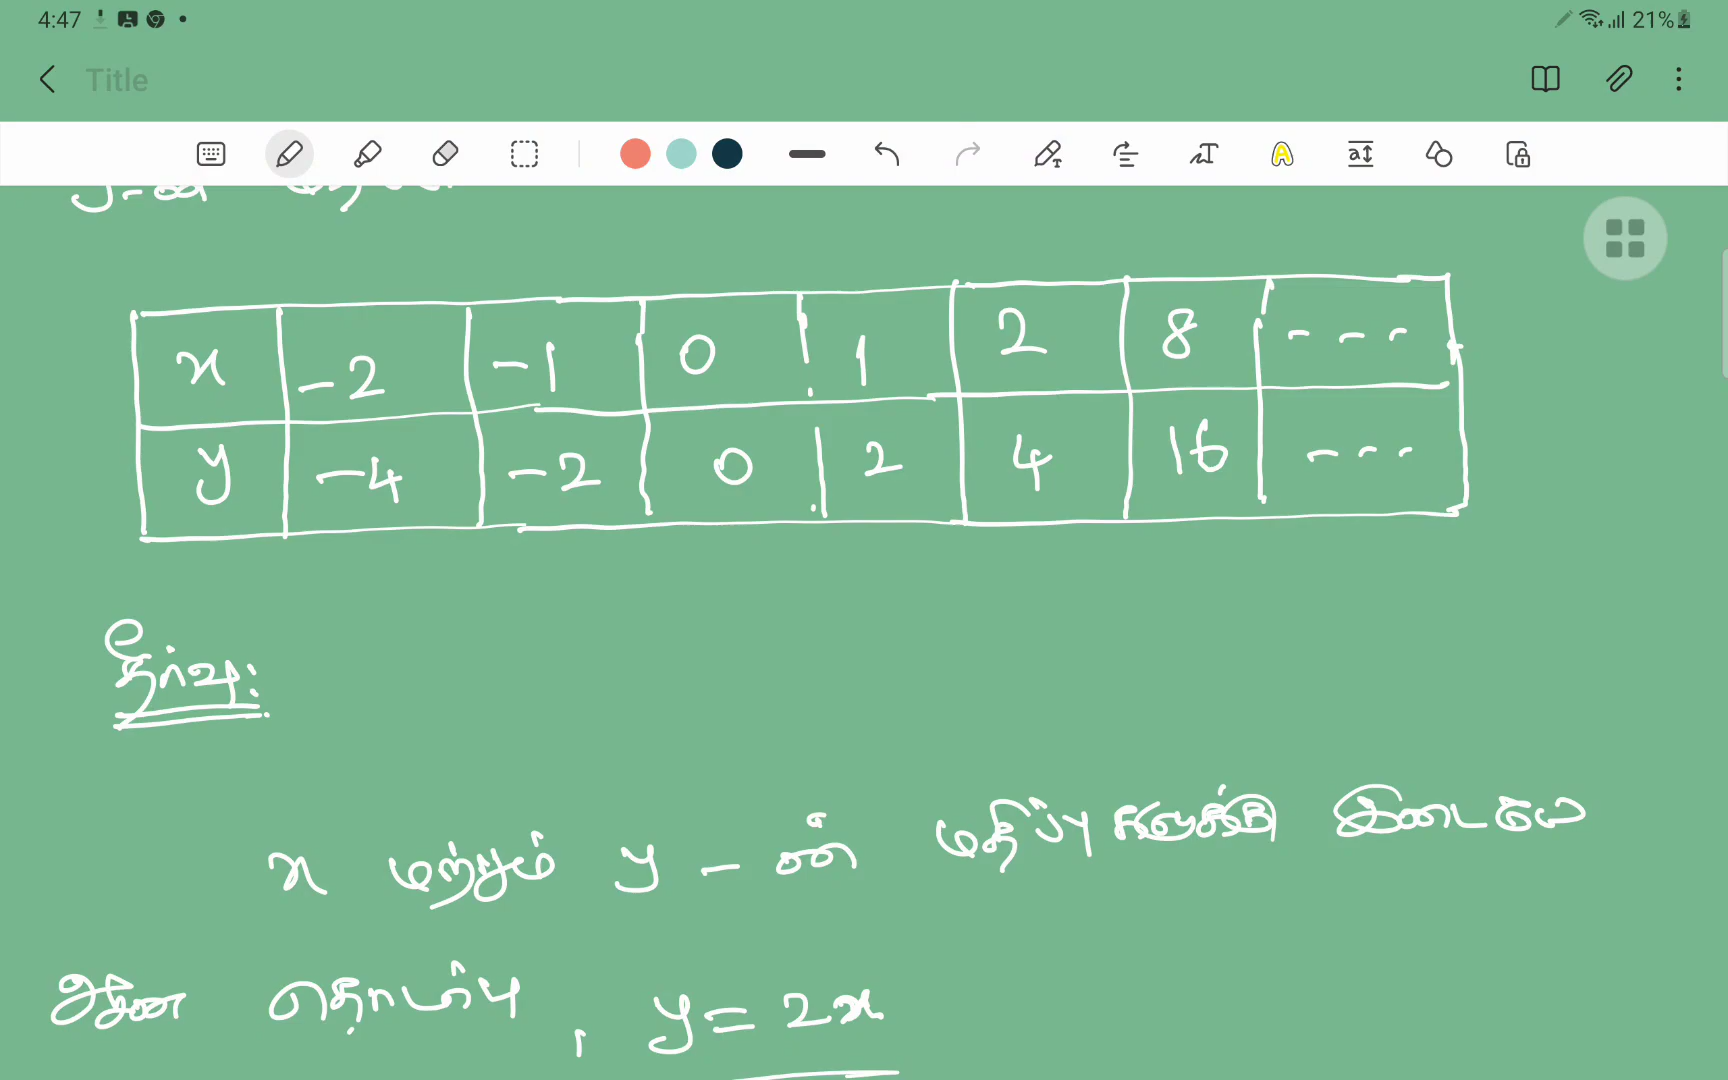 4:47 21%
Title
x -2 -1 0 1 2 8 ---
y -4 -2 0 2 4 16 ---
தீர்வு:
x மற்றும் y - ன் மதிப்புகளுக்கு இடையே
தொடர்பு , y = 2x